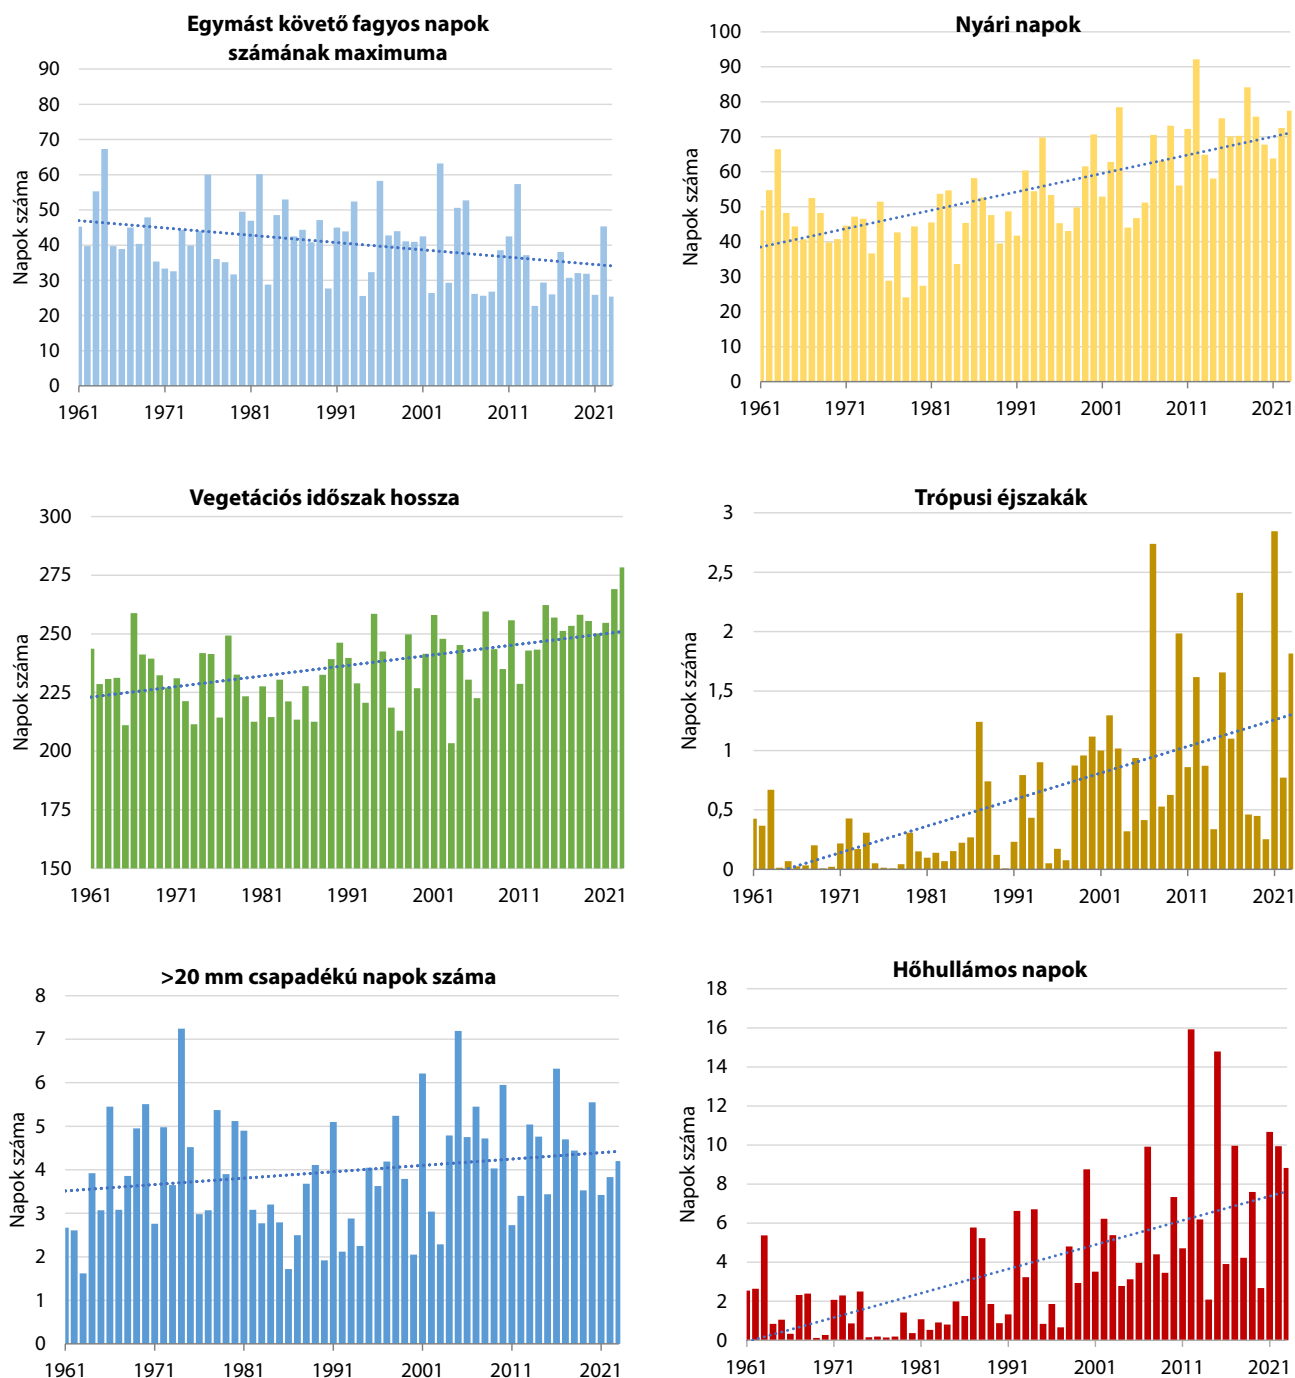 Egymást követő fagyos napok
számának maximuma
Napok száma
90
80
70
60
50
40
30
20
10
0
1961 1971 1981 1991 2001 2011 2021
Nyári napok
Napok száma
100
90
80
70
60
50
40
30
20
10
0
1961 1971 1981 1991 2001 2011 2021
Vegetációs időszak hossza
Napok száma
300
275
250
225
200
175
150
1961 1971 1981 1991 2001 2011 2021
Trópusi éjszakák
Napok száma
3
2,5
2
1,5
1
0,5
0
1961 1971 1981 1991 2001 2011 2021
>20 mm csapadékú napok száma
Napok száma
8
7
6
5
4
3
2
1
0
1961 1971 1981 1991 2001 2011 2021
Hőhullámos napok
Napok száma
18
16
14
12
10
8
6
4
2
0
1961 1971 1981 1991 2001 2011 2021